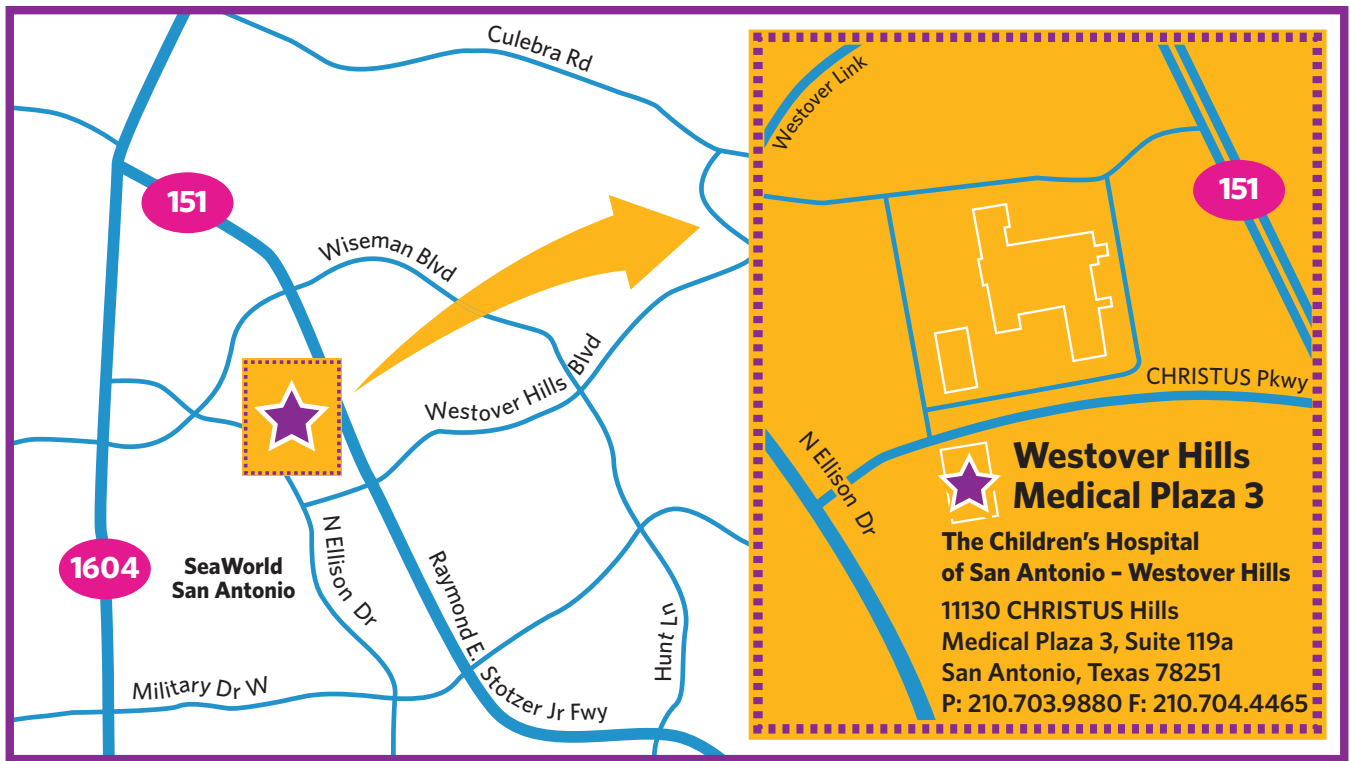 Culebra Rd
151
Wiseman Blvd
Westover Hills Blvd
1604
SeaWorld
San Antonio
N Ellison Dr
Raymond E. Stotzer Jr Fwy
Hunt Ln
Military Dr W
Westover Link
151
CHRISTUS Pkwy
N Ellison Dr
Westover Hills
Medical Plaza 3
The Children's Hospital
of San Antonio – Westover Hills
11130 CHRISTUS Hills
Medical Plaza 3, Suite 119a
San Antonio, Texas 78251
P: 210.703.9880 F: 210.704.4465